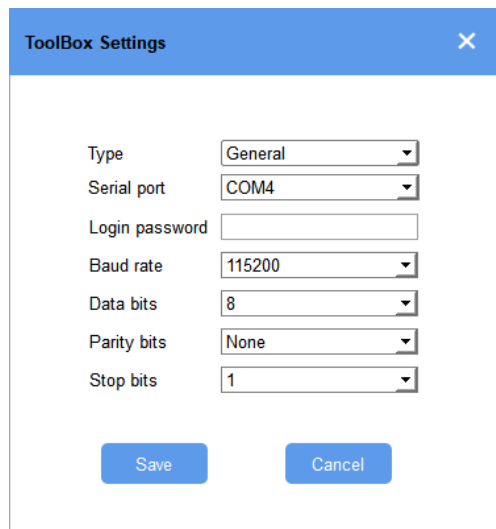 ToolBox Settings
Type General
Serial port COM4
Login password
Baud rate 115200
Data bits 8
Parity bits None
Stop bits 1
Save Cancel